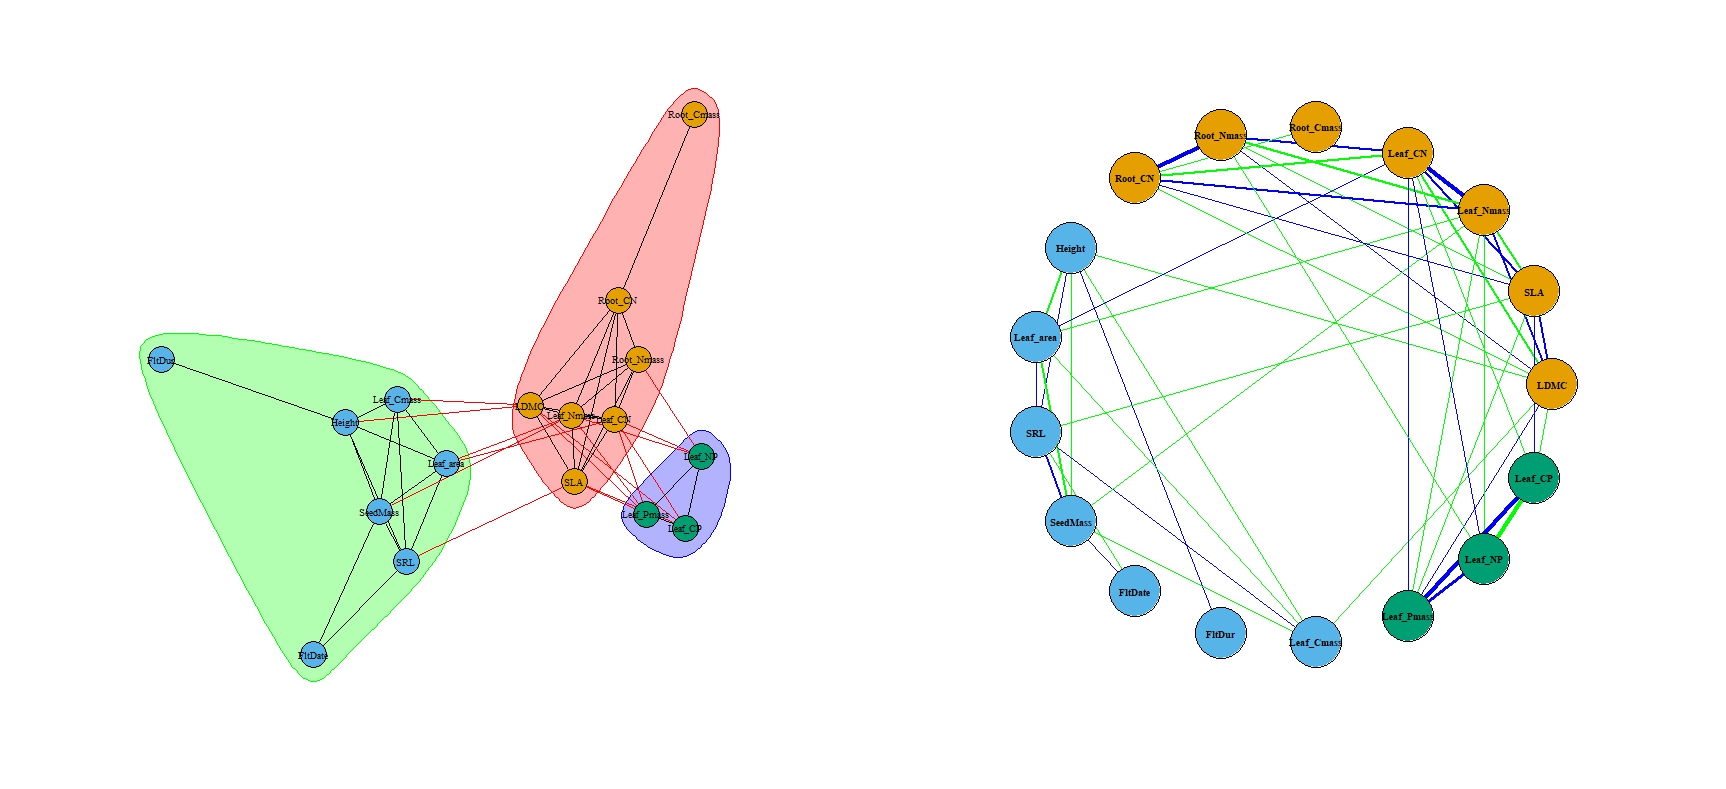 Root_Cmass
Root_CN
FltDur
Root_Nmass
Leaf_Cmass
LDMC
Leaf_Nmass
Leaf_CN
Height
Leaf_NP
Leaf_area
SLA
SeedMass
Leaf_Pmass
Leaf_CP
SRL
FltDate
Root_Cmass
Root_Nmass
Leaf_CN
Root_CN
Leaf_Nmass
Height
SLA
Leaf_area
LDMC
SRL
Leaf_CP
SeedMass
Leaf_NP
FltDate
Leaf_Pmass
FltDur
Leaf_Cmass